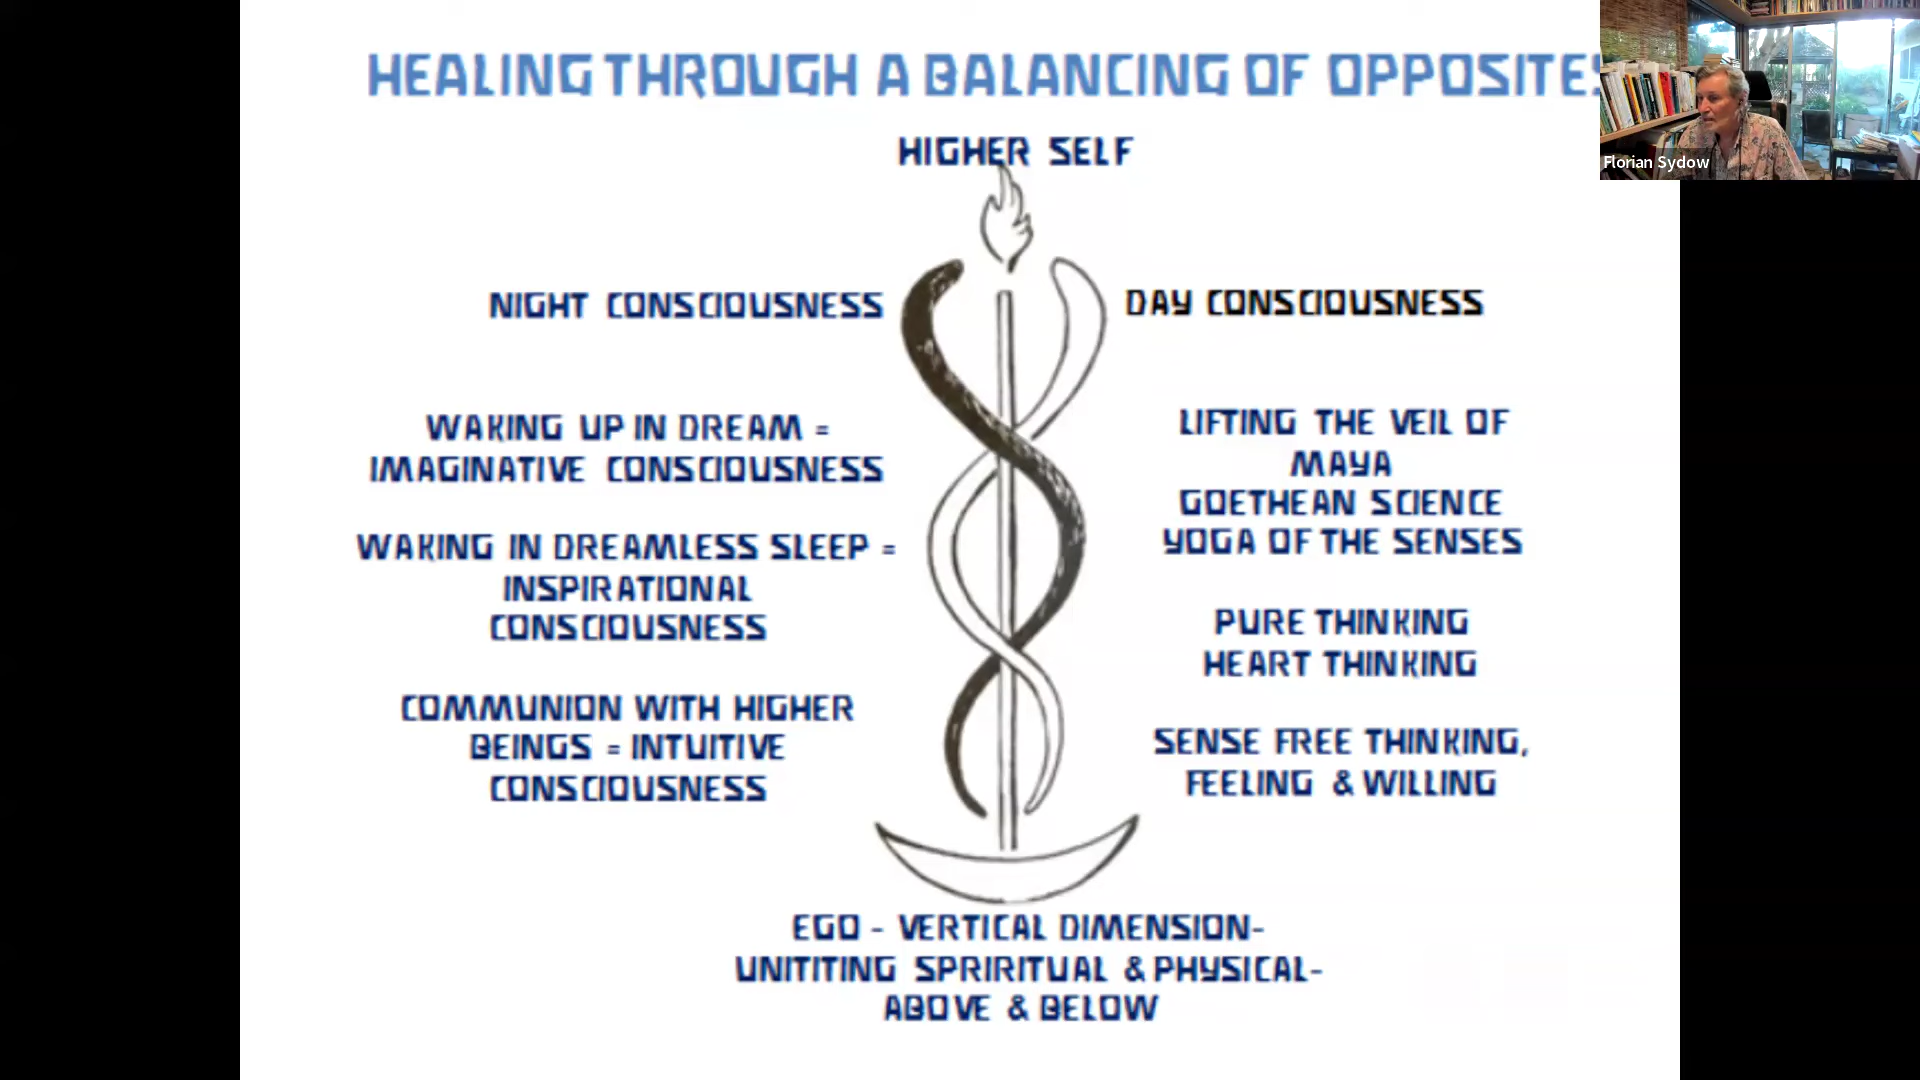 HEALING THROUGH A BALANCING OF OPPOSITES
Florian Sydow
HIGHER SELF
NIGHT CONSCIOUSNESS
DAY CONSCIOUSNESS
WAKING UP IN DREAM =
IMAGINATIVE CONSCIOUSNESS
WAKING IN DREAMLESS SLEEP =
INSPIRATIONAL
CONSCIOUSNESS
COMMUNION WITH HIGHER
BEINGS = INTUITIVE
CONSCIOUSNESS
LIFTING THE VEIL OF
MAYA
GOETHEAN SCIENCE
YOGA OF THE SENSES
PURE THINKING
HEART THINKING
SENSE FREE THINKING,
FEELING & WILLING
EGO - VERTICAL DIMENSION-
UNITITING SPRIRITUAL & PHYSICAL-
ABOVE & BELOW